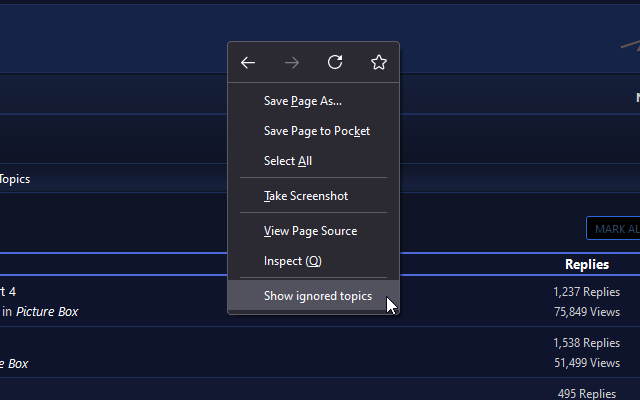 Save Page As...
Save Page to Pocket
Topics
Select All
Take Screenshot
MARK AL
View Page Source
Inspect (Q)
Replies
t 4
1,237 Replies
Show ignored topics
in Picture Box
75,849 Views
1,538 Replies
e Box
51,499 Views
495 Replies